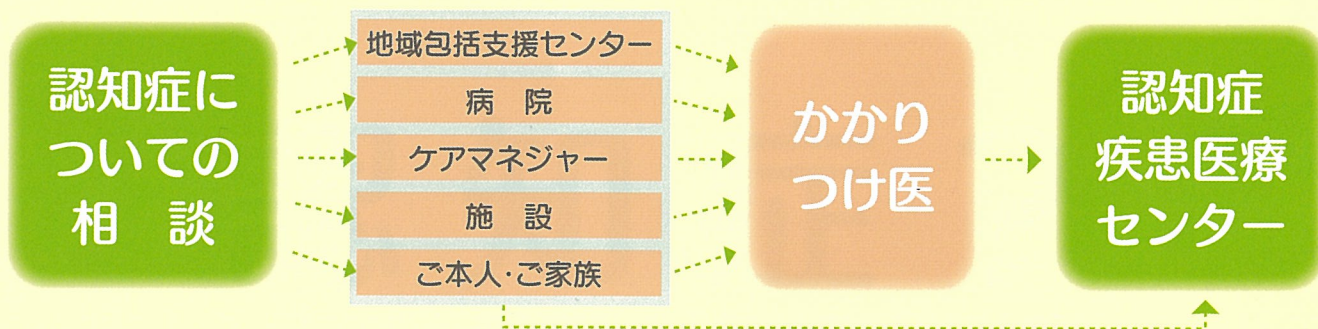 認知症に
ついての
相　談
地域包括支援センター
病　院
ケアマネジャー
施　設
ご本人・ご家族
かかり
つけ医
認知症
疾患医療
センター